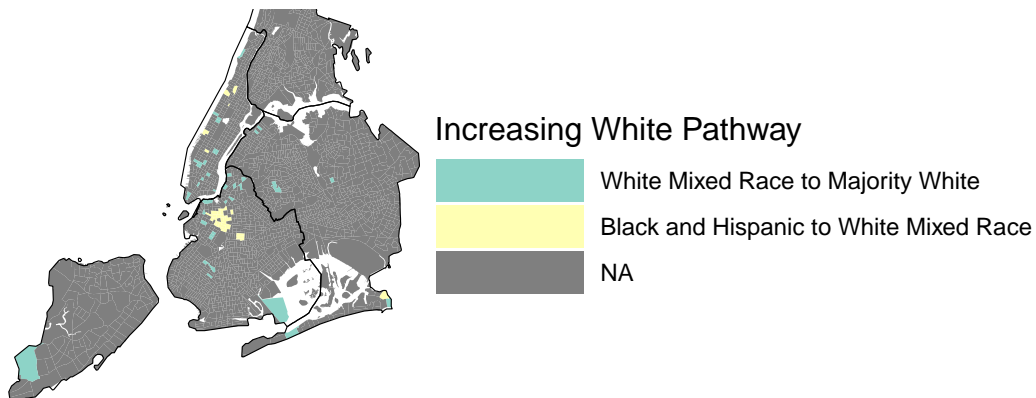 Increasing White Pathway
White Mixed Race to Majority White
Black and Hispanic to White Mixed Race
NA